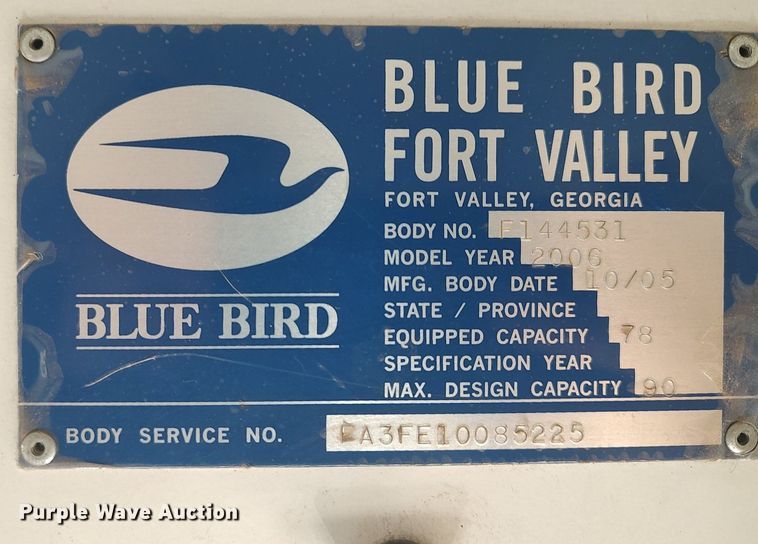 BLUE BIRD
FORT VALLEY
FORT VALLEY, GEORGIA
BODY NO. F144531
MODEL YEAR 2006
MFG. BODY DATE 10/05
STATE / PROVINCE
EQUIPPED CAPACITY 78
SPECIFICATION YEAR
MAX. DESIGN CAPACITY 90
BLUE BIRD
BODY SERVICE NO. EA3FE10085225
Purple Wave Auction